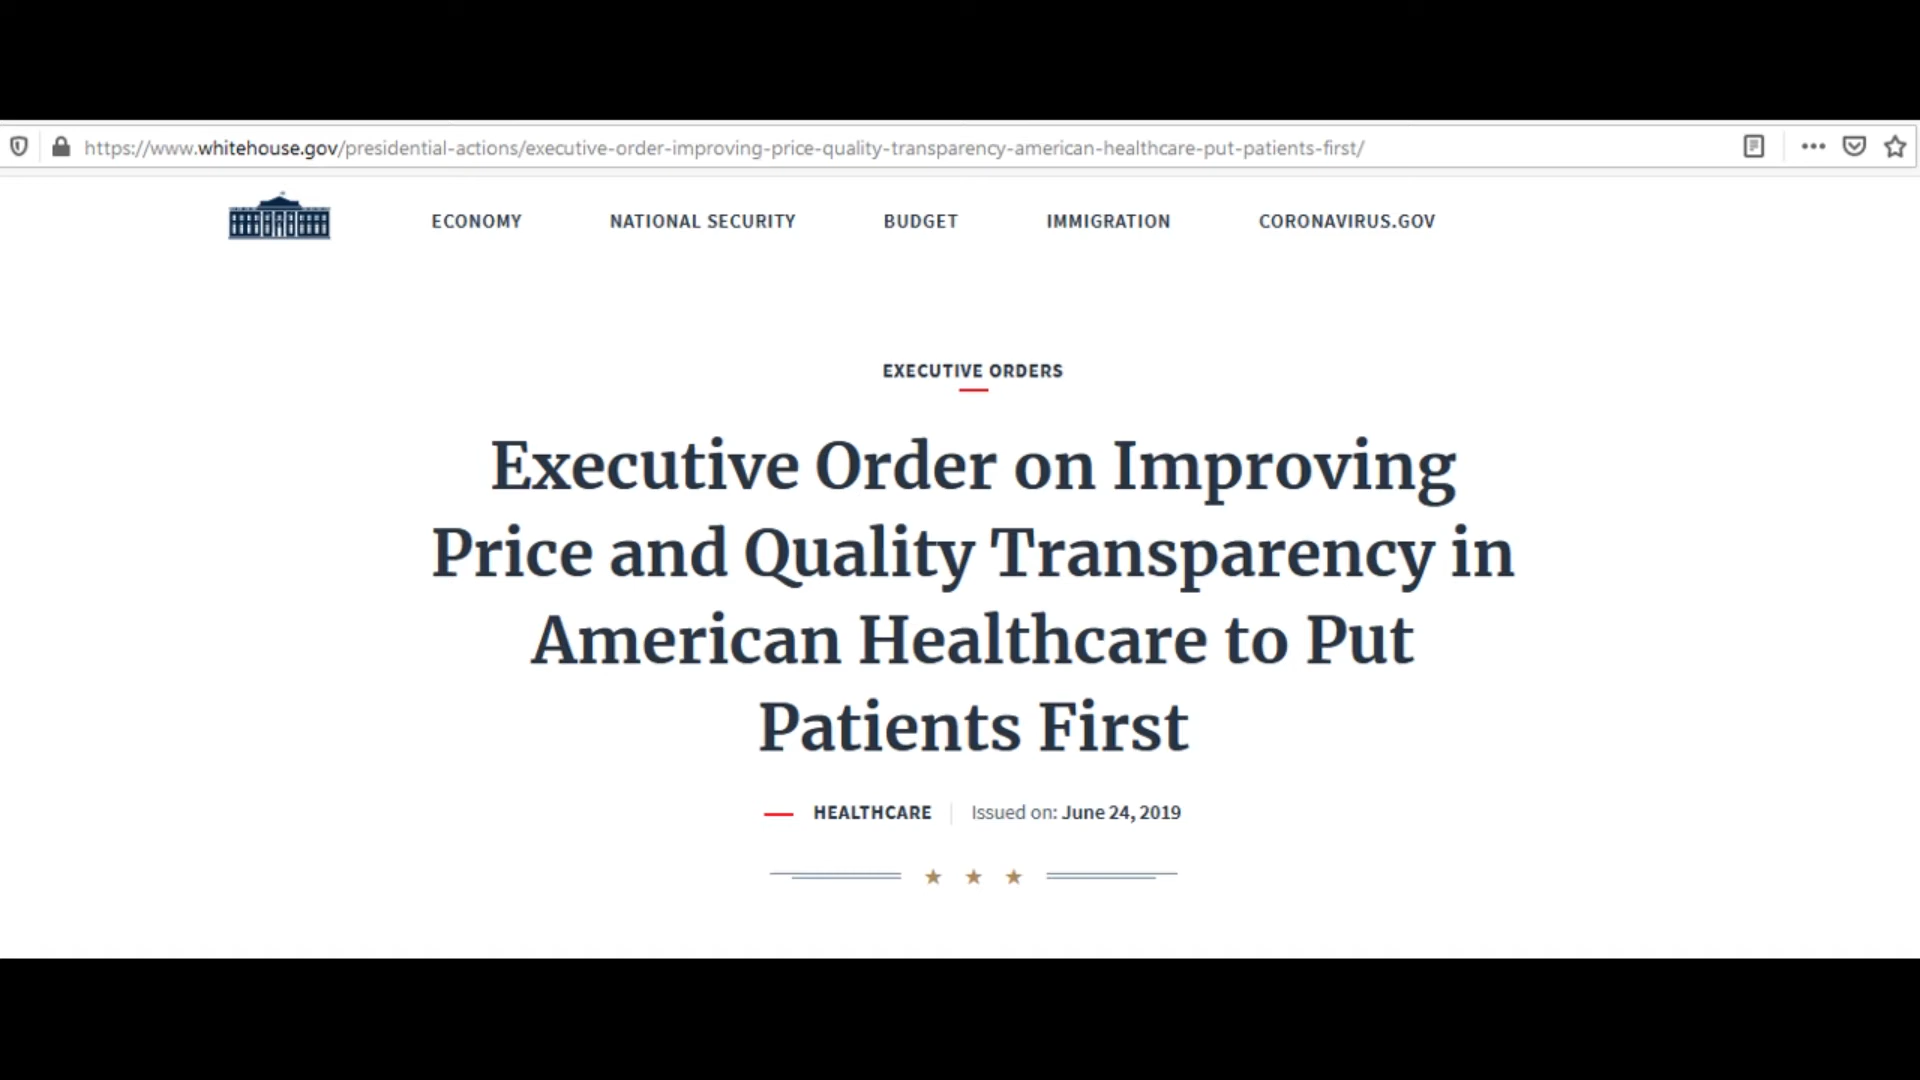 https://www.whitehouse.gov/presidential-actions/executive-order-improving-price-quality-transparency-american-healthcare-put-patients-first/
ECONOMY NATIONAL SECURITY BUDGET IMMIGRATION CORONAVIRUS.GOV
EXECUTIVE ORDERS
Executive Order on Improving
Price and Quality Transparency in
American Healthcare to Put
Patients First
HEALTHCARE Issued on: June 24, 2019